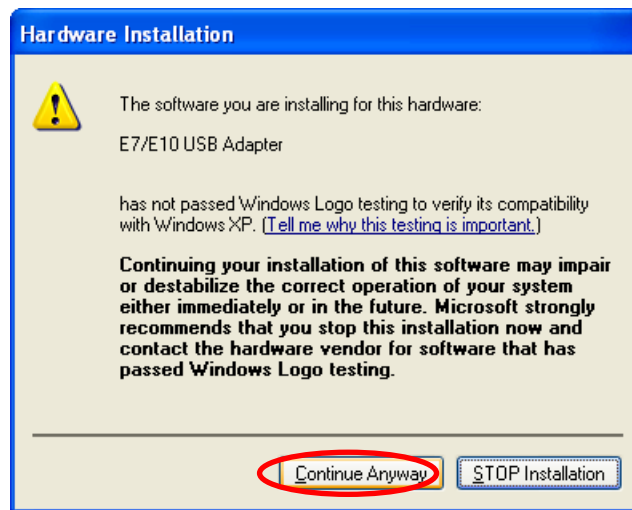 Hardware Installation
The software you are installing for this hardware:
E7/E10 USB Adapter
has not passed Windows Logo testing to verify its compatibility
with Windows XP. (Tell me why this testing is important.)
Continuing your installation of this software may impair
or destabilize the correct operation of your system
either immediately or in the future. Microsoft strongly
recommends that you stop this installation now and
contact the hardware vendor for software that has
passed Windows Logo testing.
Continue Anyway STOP Installation